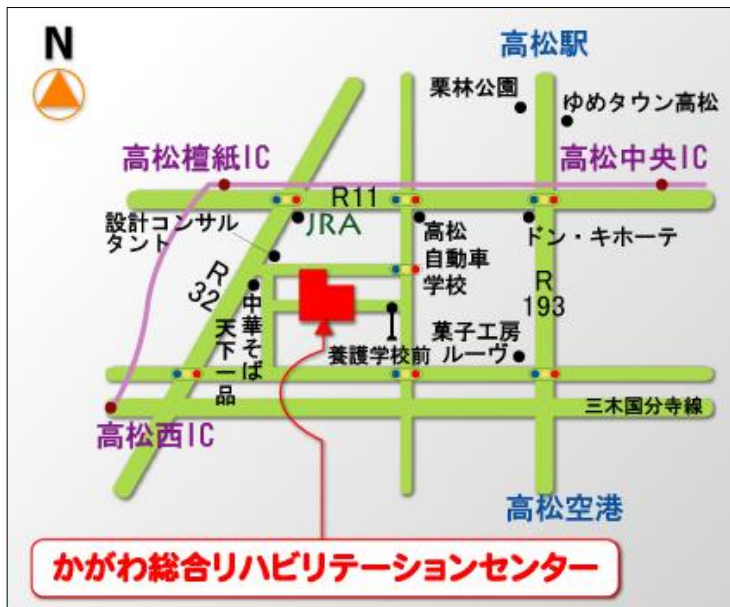 N
高松駅
栗林公園
ゆめタウン高松
高松檀紙IC
高松中央IC
R11
設計コンサル
タント
JRA
高松
自動車
学校
ドン・キホーテ
R
32
中華そば
天下一品
R
193
菓子工房
ルーヴ
養護学校前
三木国分寺線
高松西IC
高松空港
かがわ総合リハビリテーションセンター